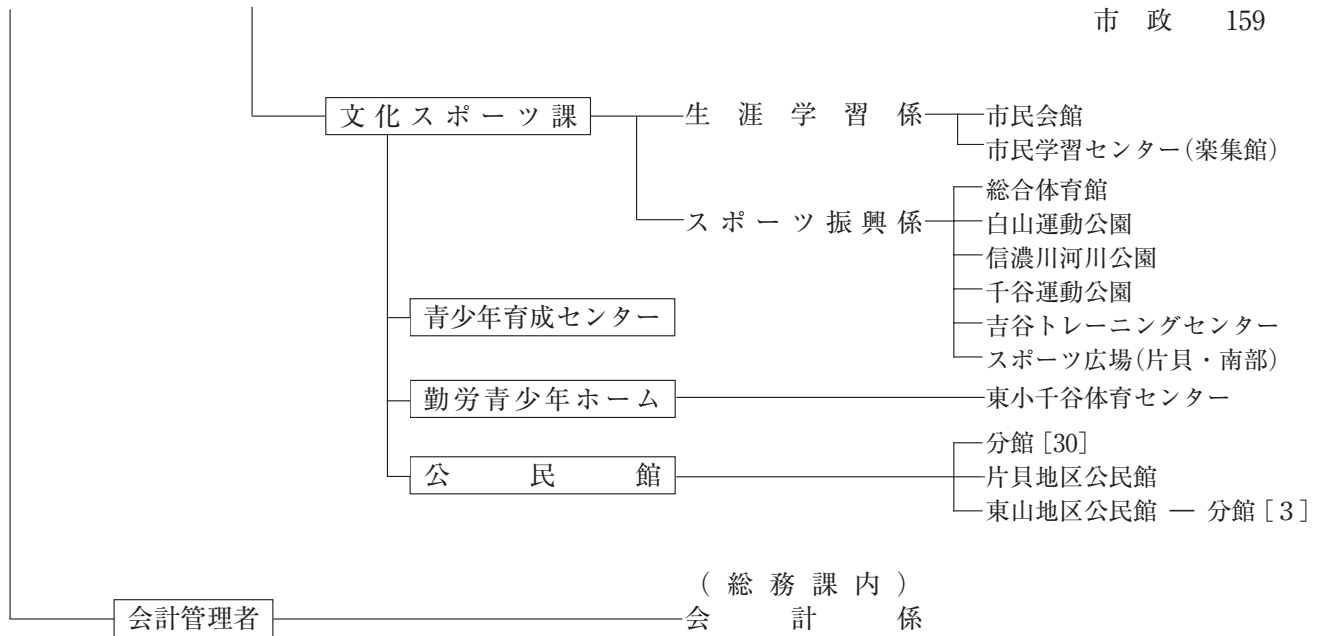 市政 159
文化スポーツ課 生涯学習係 市民会館
市民学習センター(楽集館)
総合体育館
スポーツ振興係 白山運動公園
信濃川河川公園
千谷運動公園
青少年育成センター 吉谷トレーニングセンター
スポーツ広場(片貝・南部)
勤労青少年ホーム 東小千谷体育センター
分館[30]
公民館 片貝地区公民館
東山地区公民館 ― 分館[3]
(総務課内)
会計管理者 会計係